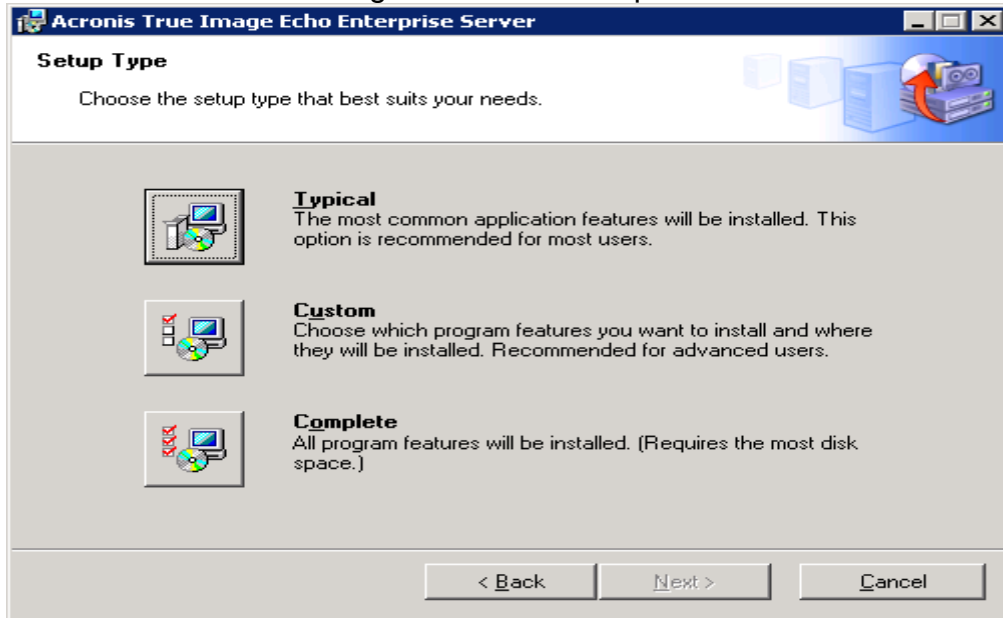 Acronis True Image Echo Enterprise Server
Setup Type
Choose the setup type that best suits your needs.
Typical
The most common application features will be installed. This
option is recommended for most users.
Custom
Choose which program features you want to install and where
they will be installed. Recommended for advanced users.
Complete
All program features will be installed. (Requires the most disk
space.)
< Back
Next >
Cancel